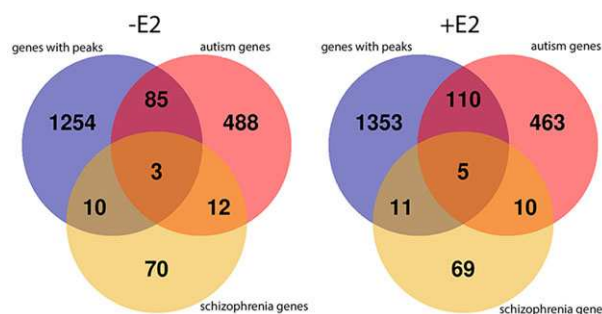 -E2
genes with peaks
autism genes
1254
85
488
3
10
12
70
schizophrenia genes
+E2
genes with peaks
autism genes
1353
110
463
5
11
10
69
schizophrenia genes